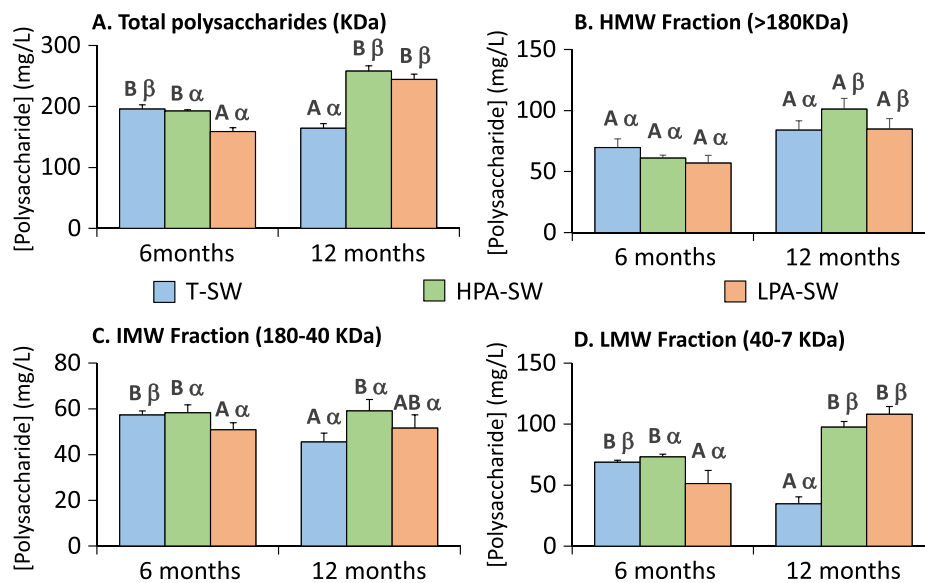 A. Total polysaccharides (KDa)
[Polysaccharide] (mg/L)
300
200
100
0
B β
B α
A α
A α
B β
B β
6months
12 months
B. HMW Fraction (>180KDa)
[Polysaccharide] (mg/L)
150
100
50
0
A α
A α
A α
A α
A β
A β
6 months
12 months
T-SW
HPA-SW
LPA-SW
C. IMW Fraction (180-40 KDa)
[Polysaccharide] (mg/L)
80
60
40
20
0
B β
B α
A α
A α
B α
AB α
6 months
12 months
D. LMW Fraction (40-7 KDa)
[Polysaccharide] (mg/L)
150
100
50
0
B β
B α
A α
A α
B β
B β
6 months
12 months